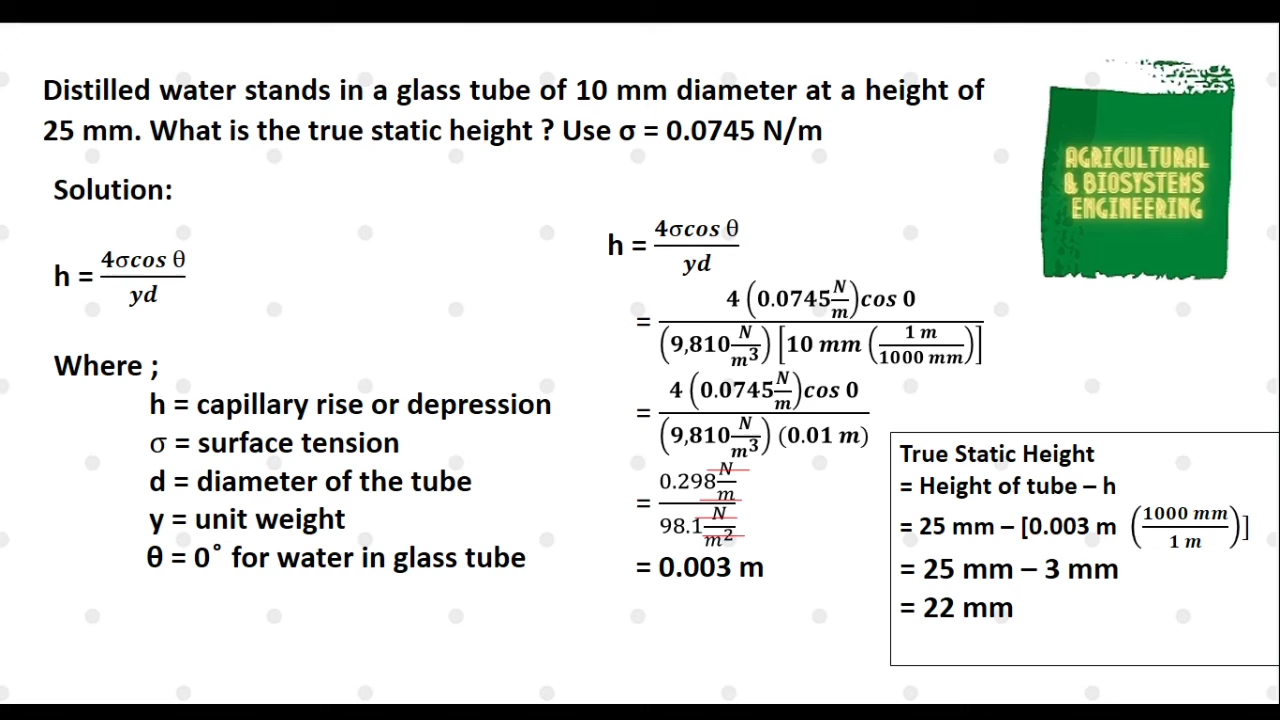 Distilled water stands in a glass tube of 10 mm diameter at a height of
25 mm. What is the true static height ? Use σ = 0.0745 N/m
Solution:
h = 4σcos θ / yd
Where ;
h = capillary rise or depression
σ = surface tension
d = diameter of the tube
y = unit weight
θ = 0˚ for water in glass tube
h = 4σcos θ / yd
= 4 (0.0745 N/m) cos 0 / (9,810 N/m³) [10 mm (1 m / 1000 mm)]
= 4 (0.0745 N/m) cos 0 / (9,810 N/m³) (0.01 m)
= 0.298 N/m / 98.1 N/m²
= 0.003 m
True Static Height
= Height of tube – h
= 25 mm – [0.003 m (1000 mm / 1 m)]
= 25 mm – 3 mm
= 22 mm
AGRICULTURAL
& BIOSYSTEMS
ENGINEERING